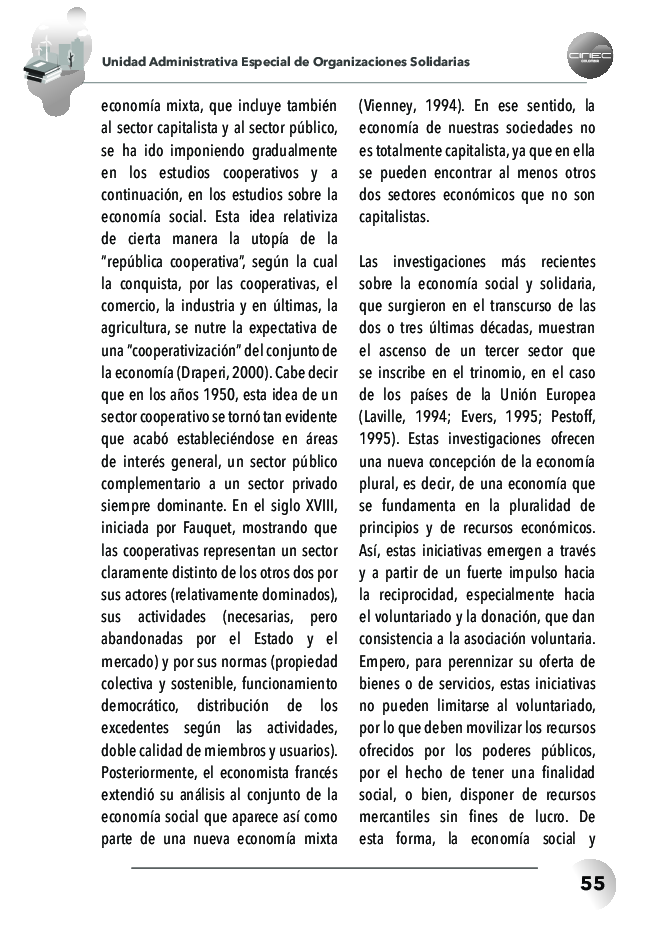 Unidad Administrativa Especial de Organizaciones Solidarias
CINEC
COLOMBIA
economía mixta, que incluye también
al sector capitalista y al sector público,
se ha ido imponiendo gradualmente
en los estudios cooperativos y a
continuación, en los estudios sobre la
economía social. Esta idea relativiza
de cierta manera la utopía de la
“república cooperativa”, según la cual
la conquista, por las cooperativas, el
comercio, la industria y en últimas, la
agricultura, se nutre la expectativa de
una ”cooperativización” del conjunto de
la economía (Draperi, 2000). Cabe decir
que en los años 1950, esta idea de un
sector cooperativo se tornó tan evidente
que acabó estableciéndose en áreas
de interés general, un sector público
complementario a un sector privado
siempre dominante. En el siglo XVIII,
iniciada por Fauquet, mostrando que
las cooperativas representan un sector
claramente distinto de los otros dos por
sus actores (relativamente dominados),
sus actividades (necesarias, pero
abandonadas por el Estado y el
mercado) y por sus normas (propiedad
colectiva y sostenible, funcionamiento
democrático, distribución de los
excedentes según las actividades,
doble calidad de miembros y usuarios).
Posteriormente, el economista francés
extendió su análisis al conjunto de la
economía social que aparece así como
parte de una nueva economía mixta
(Vienney, 1994). En ese sentido, la
economía de nuestras sociedades no
es totalmente capitalista, ya que en ella
se pueden encontrar al menos otros
dos sectores económicos que no son
capitalistas.
Las investigaciones más recientes
sobre la economía social y solidaria,
que surgieron en el transcurso de las
dos o tres últimas décadas, muestran
el ascenso de un tercer sector que
se inscribe en el trinomio, en el caso
de los países de la Unión Europea
(Laville, 1994; Evers, 1995; Pestoff,
1995). Estas investigaciones ofrecen
una nueva concepción de la economía
plural, es decir, de una economía que
se fundamenta en la pluralidad de
principios y de recursos económicos.
Así, estas iniciativas emergen a través
y a partir de un fuerte impulso hacia
la reciprocidad, especialmente hacia
el voluntariado y la donación, que dan
consistencia a la asociación voluntaria.
Empero, para perennizar su oferta de
bienes o de servicios, estas iniciativas
no pueden limitarse al voluntariado,
por lo que deben movilizar los recursos
ofrecidos por los poderes públicos,
por el hecho de tener una finalidad
social, o bien, disponer de recursos
mercantiles sin fines de lucro. De
esta forma, la economía social y
55